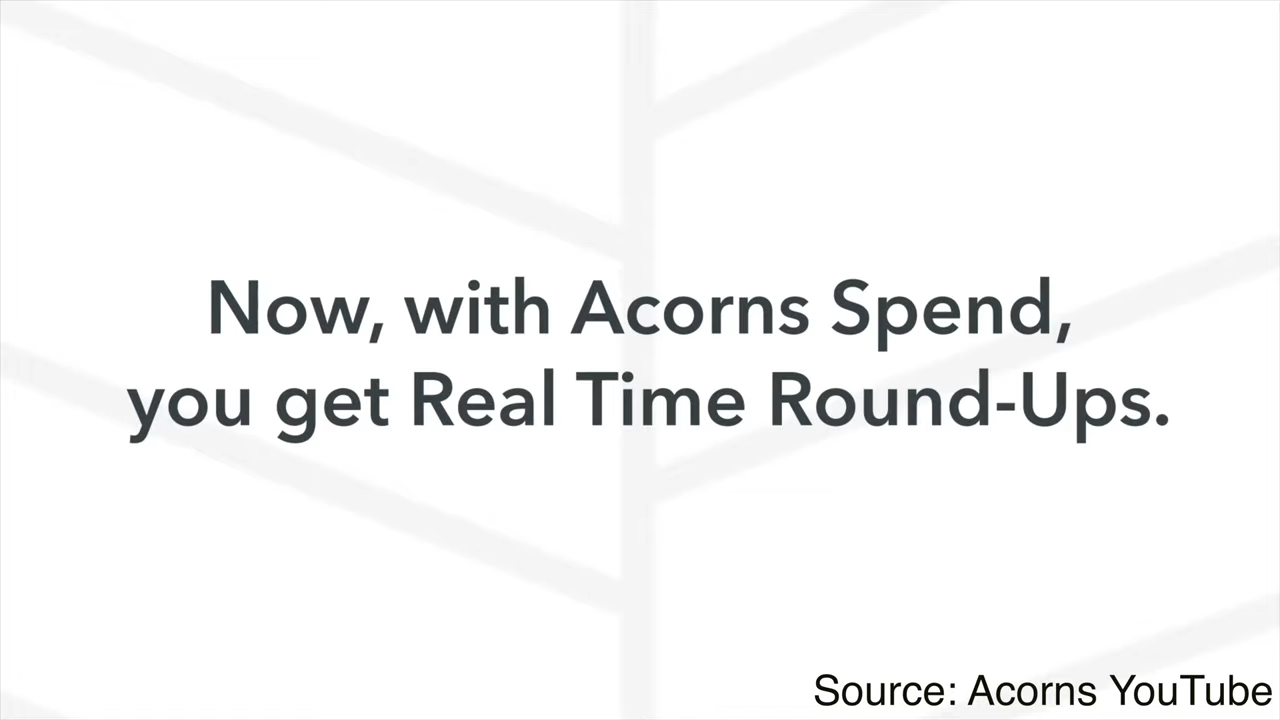 Now, with Acorns Spend,
you get Real Time Round-Ups.
Source: Acorns YouTube